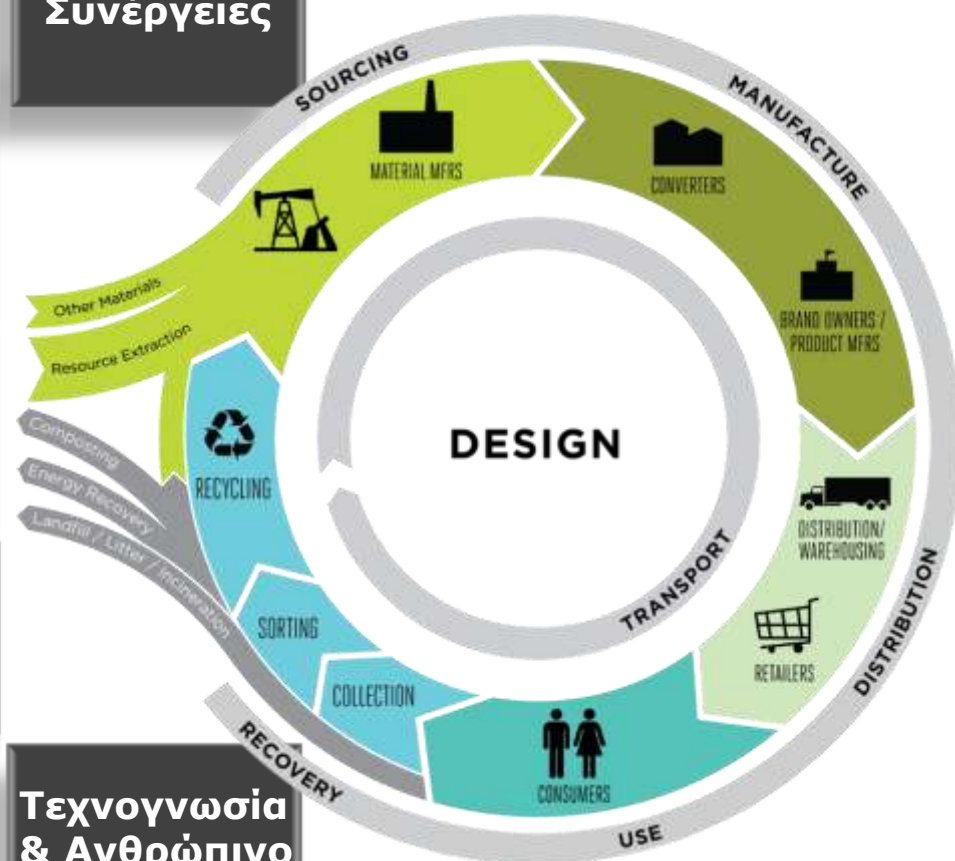 Συνέργειες
SOURCING
MANUFACTURE
MATERIAL MFRS
CONVERTERS
BRAND OWNERS /
PRODUCT MFRS
Other Materials
Resource Extraction
Composting
Energy Recovery
Landfill / Litter / Incineration
RECYCLING
DESIGN
DISTRIBUTION/
WAREHOUSING
TRANSPORT
DISTRIBUTION
SORTING
RETAILERS
COLLECTION
RECOVERY
CONSUMERS
USE
Τεχνογνωσία
& Ανθρώπινο